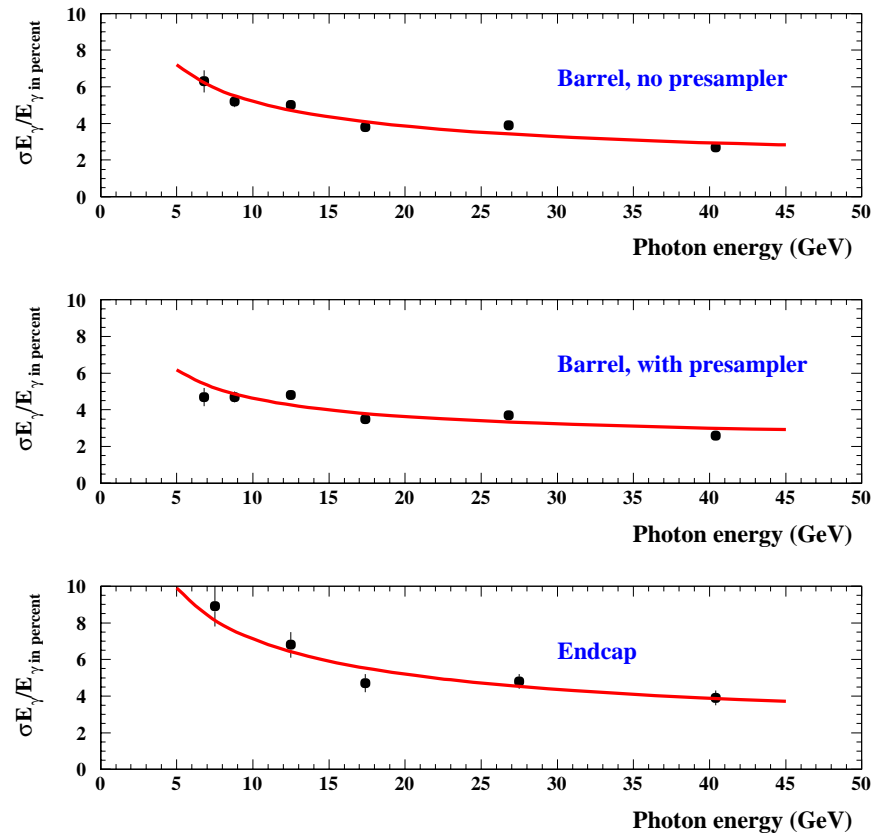 σE_γ/E_γ in percent
10
8
6
4
2
0
Barrel, no presampler
0 5 10 15 20 25 30 35 40 45 50
Photon energy (GeV)
σE_γ/E_γ in percent
10
8
6
4
2
0
Barrel, with presampler
0 5 10 15 20 25 30 35 40 45 50
Photon energy (GeV)
σE_γ/E_γ in percent
10
8
6
4
2
0
Endcap
0 5 10 15 20 25 30 35 40 45 50
Photon energy (GeV)